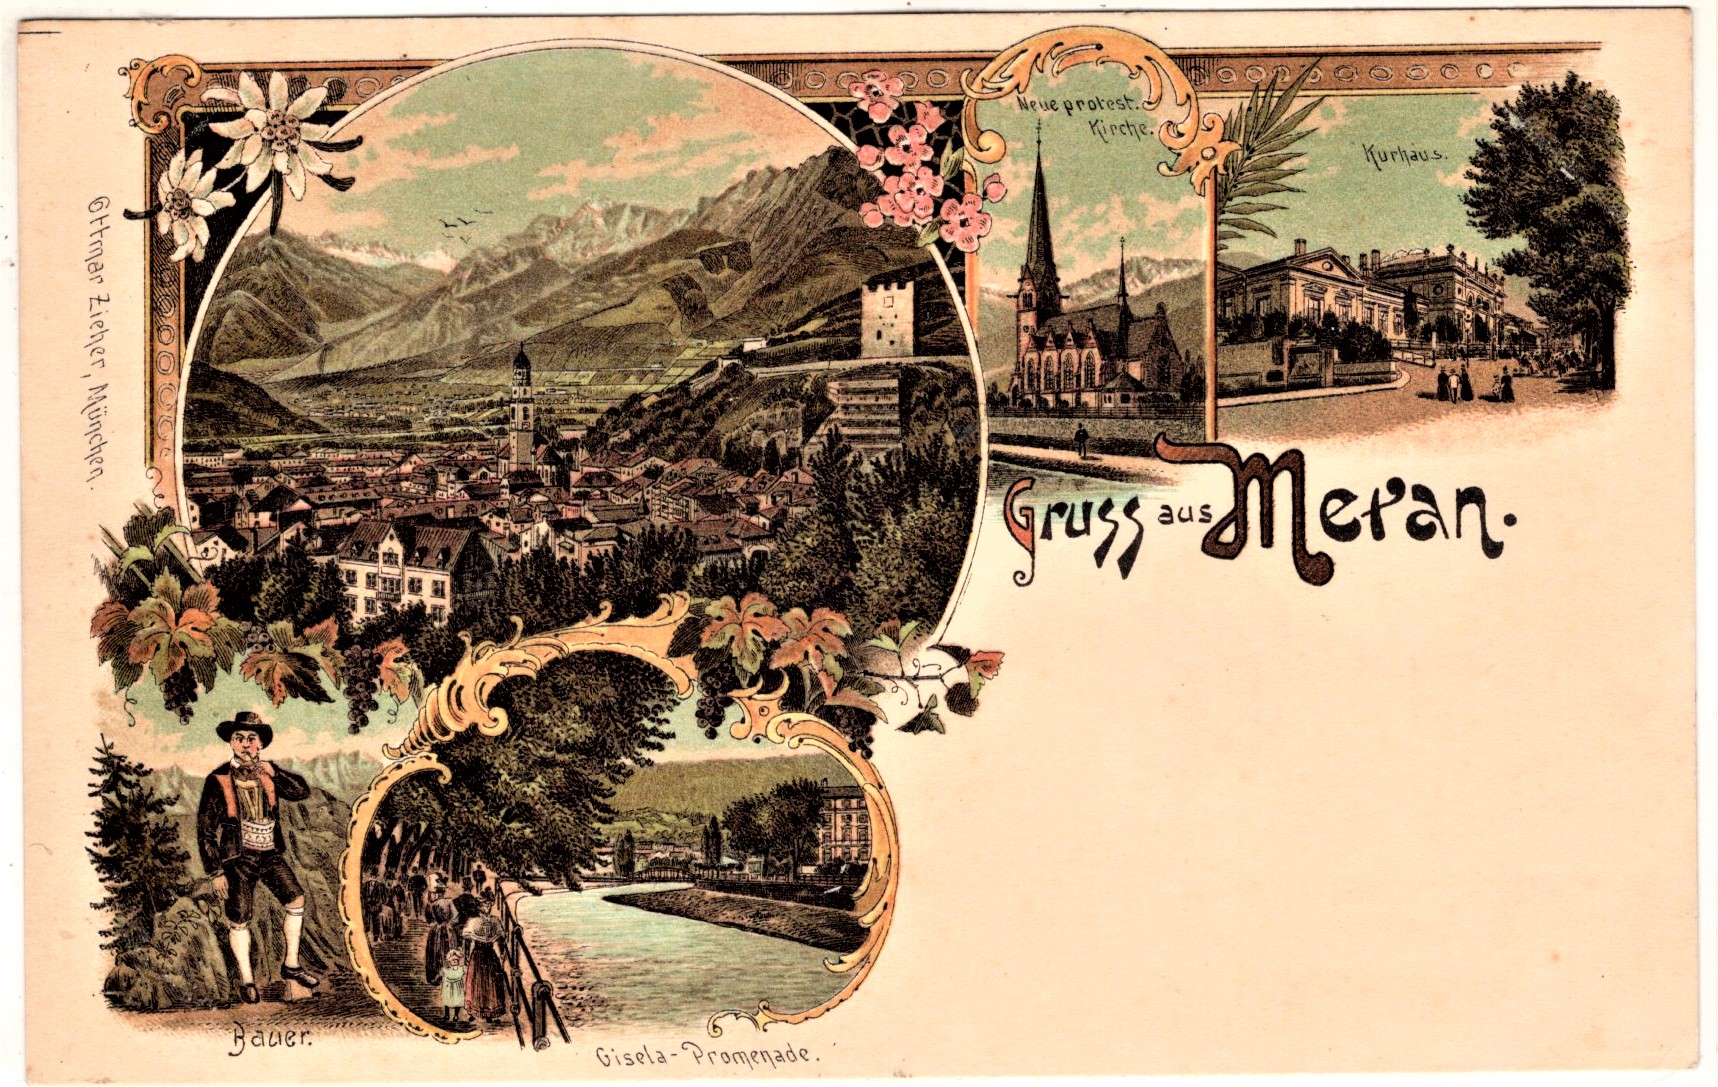 Neue protest.
Kirche.
Kurhaus.
Gruss aus Meran.
Ottmar Zieher, München.
Bauer.
Gisela-Promenade.